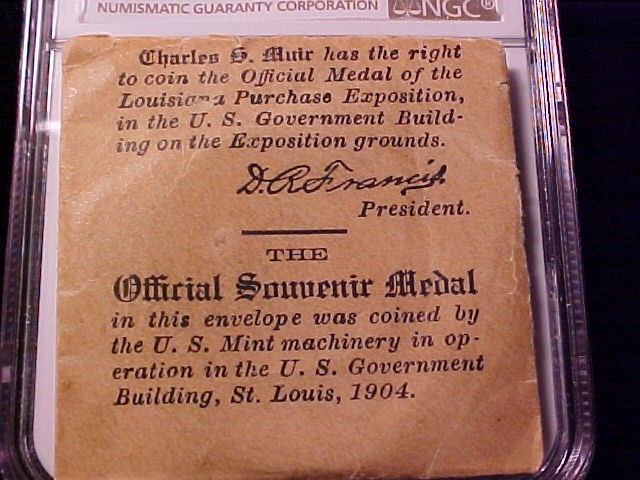 NUMISMATIC GUARANTY CORPORATION NGC®
Charles S. Muir has the right
to coin the Official Medal of the
Louisiana Purchase Exposition,
in the U. S. Government Build-
ing on the Exposition grounds.
D. R. Francis.
President.
THE
Official Souvenir Medal
in this envelope was coined by
the U. S. Mint machinery in op-
eration in the U. S. Government
Building, St. Louis, 1904.